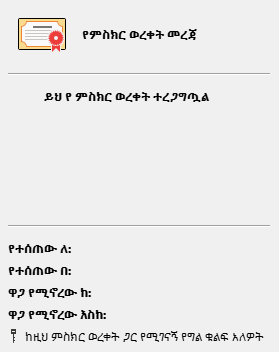 የምስክር ወረቀት መረጃ
ይህ የ ምስክር ወረቀት ተረጋግጧል
የተሰጠው ለ:
የተሰጠው በ:
ዋጋ የሚኖረው ከ:
ዋጋ የሚኖረው እስከ:
ከዚህ ምስክር ወረቀት ጋር የሚገናኝ የግል ቁልፍ አለዎት